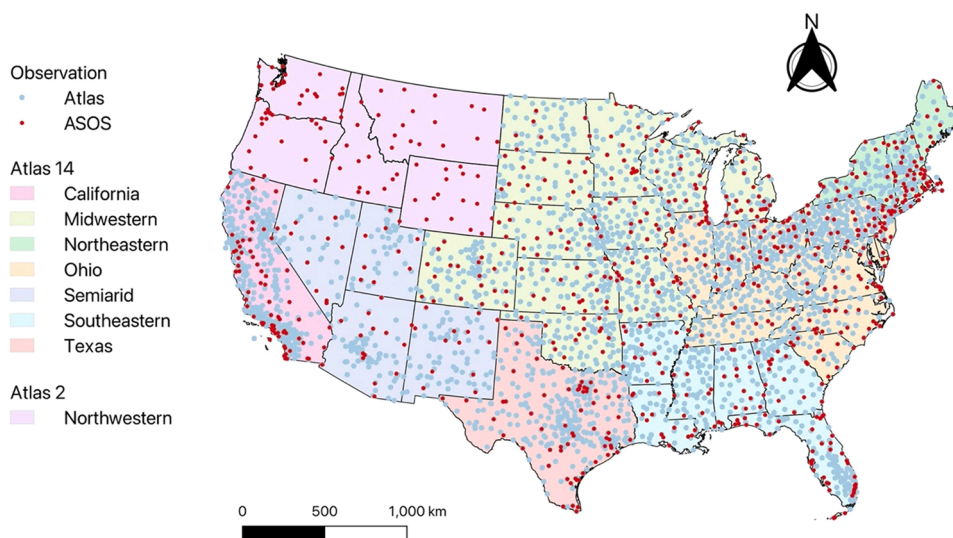 N
Observation
Atlas
ASOS
Atlas 14
California
Midwestern
Northeastern
Ohio
Semiarid
Southeastern
Texas
Atlas 2
Northwestern
0 500 1,000 km